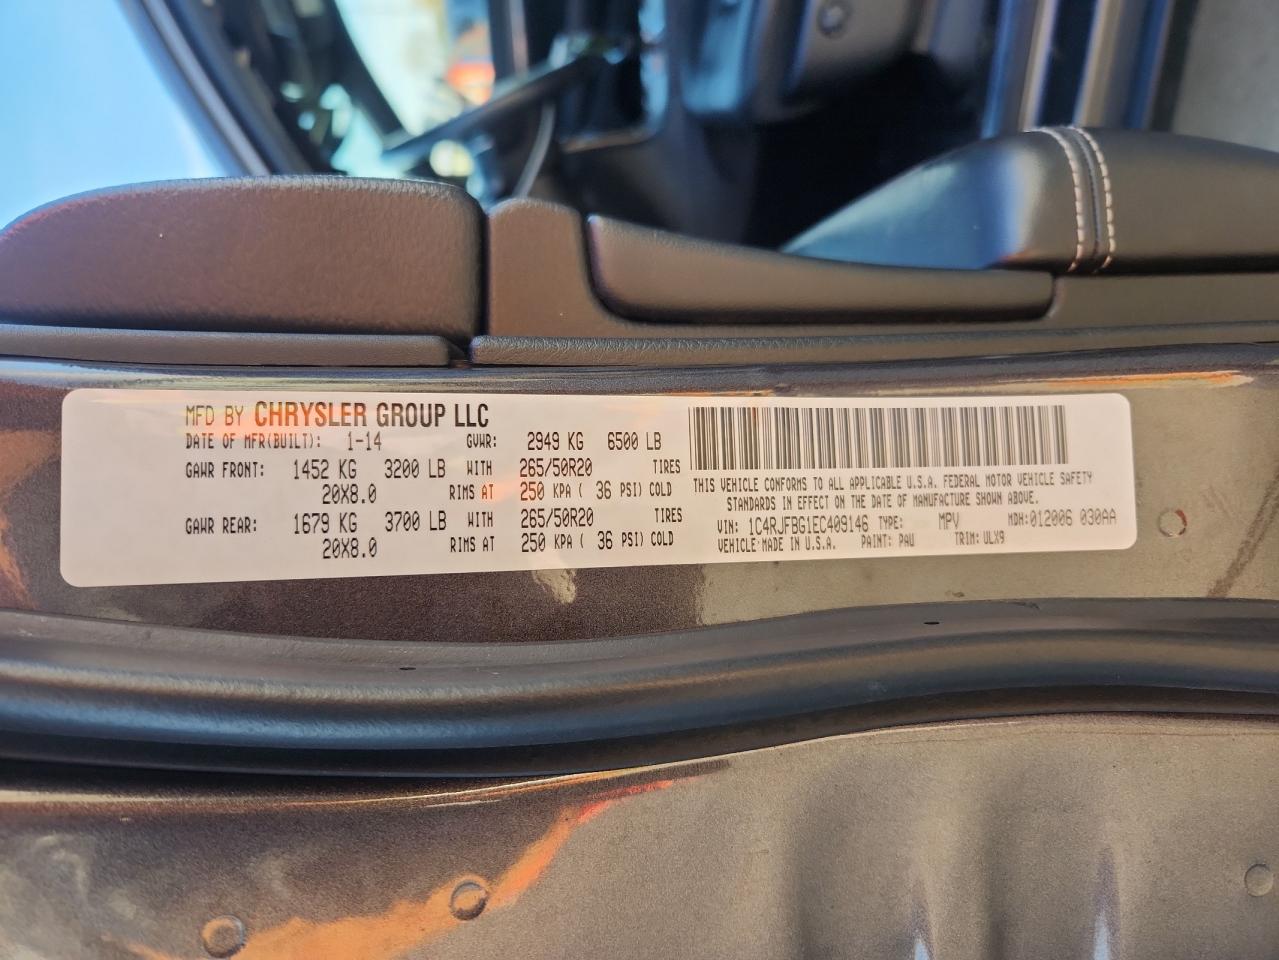 MFD BY CHRYSLER GROUP LLC
DATE OF MFR(BUILT): 1-14 GVWR: 2949 KG 6500 LB
GAWR FRONT: 1452 KG 3200 LB WITH 265/50R20 TIRES
20X8.0 RIMS AT 250 KPA ( 36 PSI) COLD
GAWR REAR: 1679 KG 3700 LB WITH 265/50R20 TIRES
20X8.0 RIMS AT 250 KPA ( 36 PSI) COLD
THIS VEHICLE CONFORMS TO ALL APPLICABLE U.S.A. FEDERAL MOTOR VEHICLE SAFETY
STANDARDS IN EFFECT ON THE DATE OF MANUFACTURE SHOWN ABOVE.
VIN: 1C4RJFBG1EC409146 TYPE: MPV MDH:012006 030AA
VEHICLE MADE IN U.S.A. PAINT: PAU TRIM: ULX9